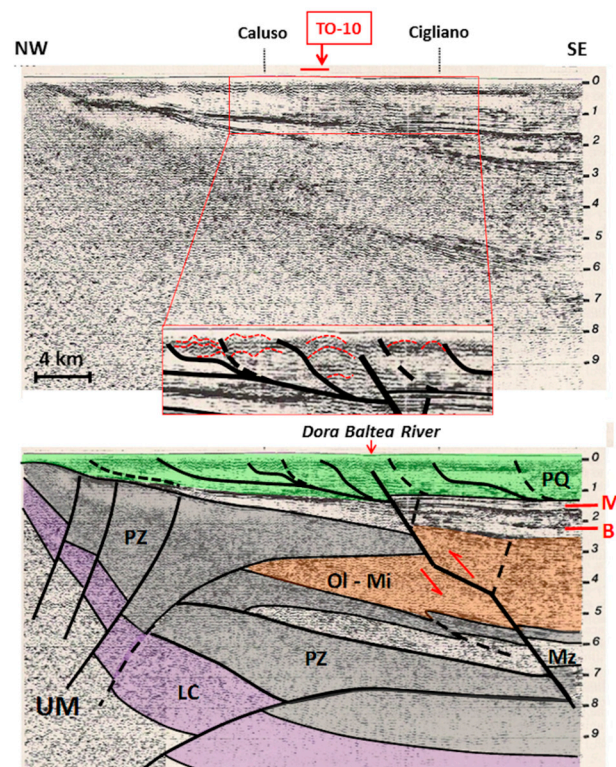 TO-10
NW Caluso Cigliano SE
0
1
2
3
4
5
6
7
8
9
4 km
Dora Baltea River
0
PQ
1
M
2
B
PZ
3
Ol - Mi
4
5
6
PZ
Mz
LC
7
UM
8
9